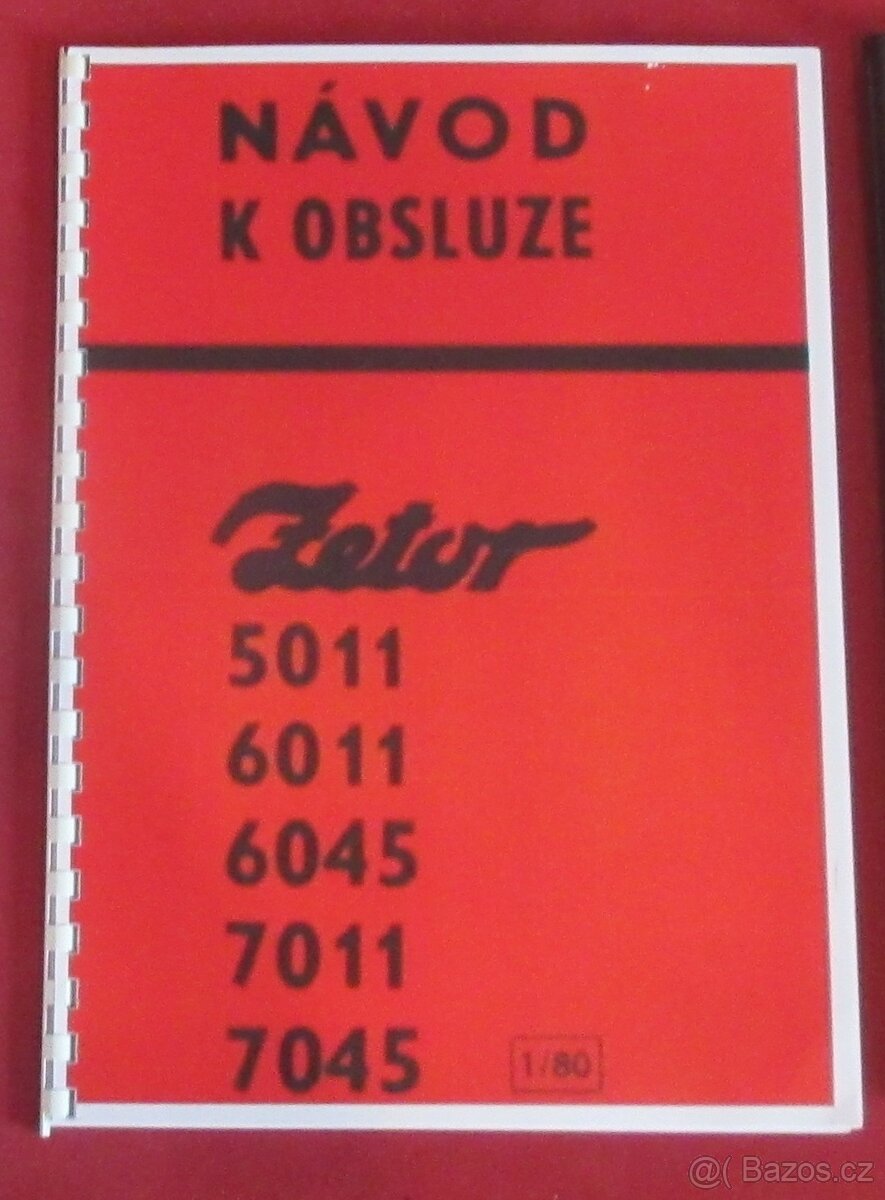 NÁVOD
K OBSLUZE
Zetor
5011
6011
6045
7011
7045
1/80
@( Bazos.cz